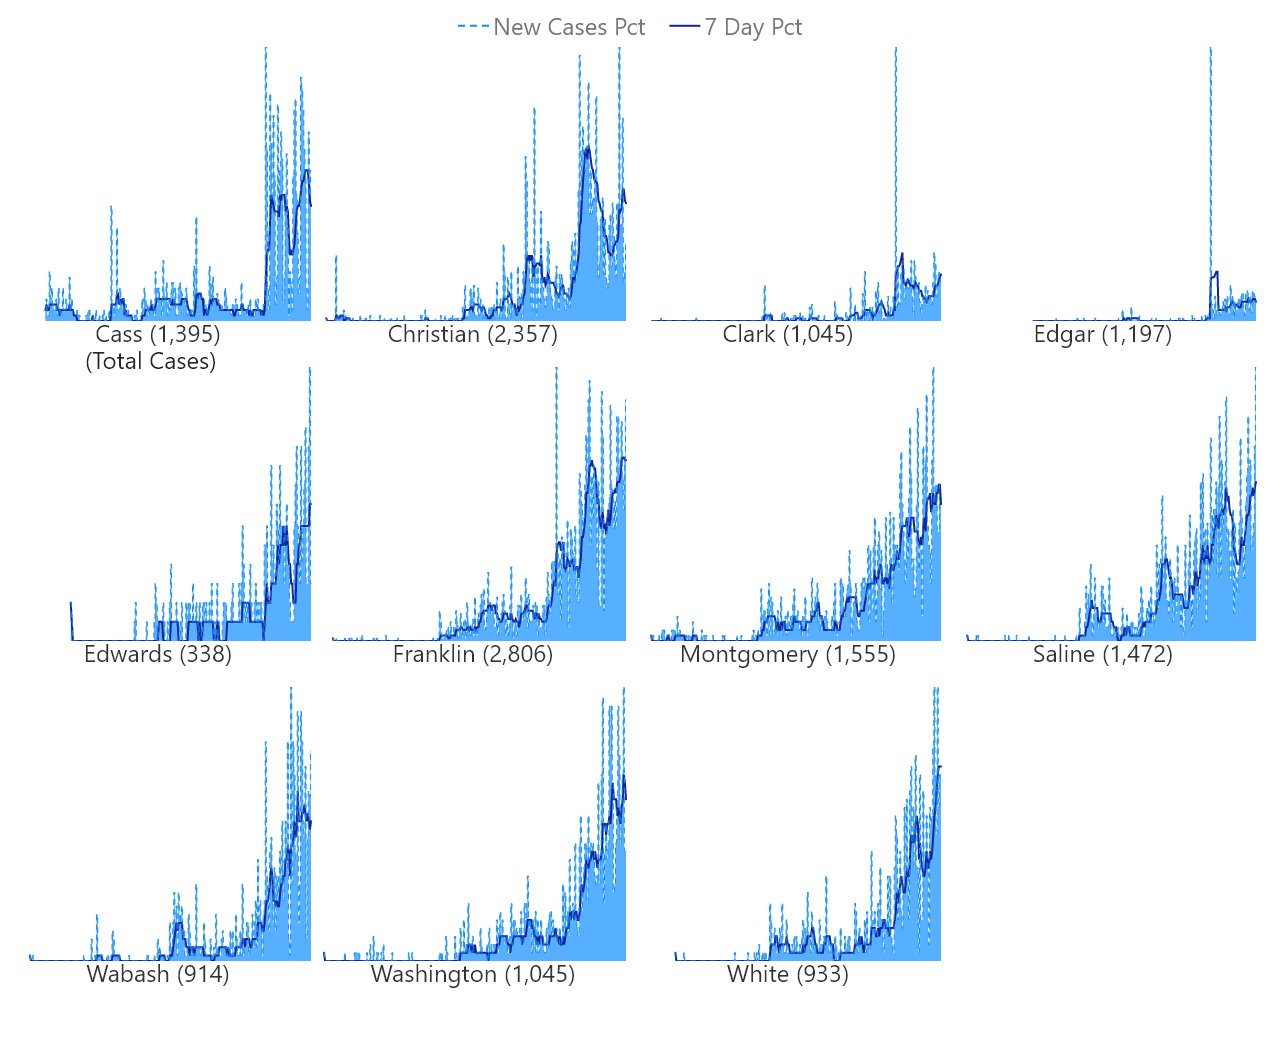 New Cases Pct 7 Day Pct
Cass (1,395) Christian (2,357) Clark (1,045) Edgar (1,197)
(Total Cases)
Edwards (338) Franklin (2,806) Montgomery (1,555) Saline (1,472)
Wabash (914) Washington (1,045) White (933)